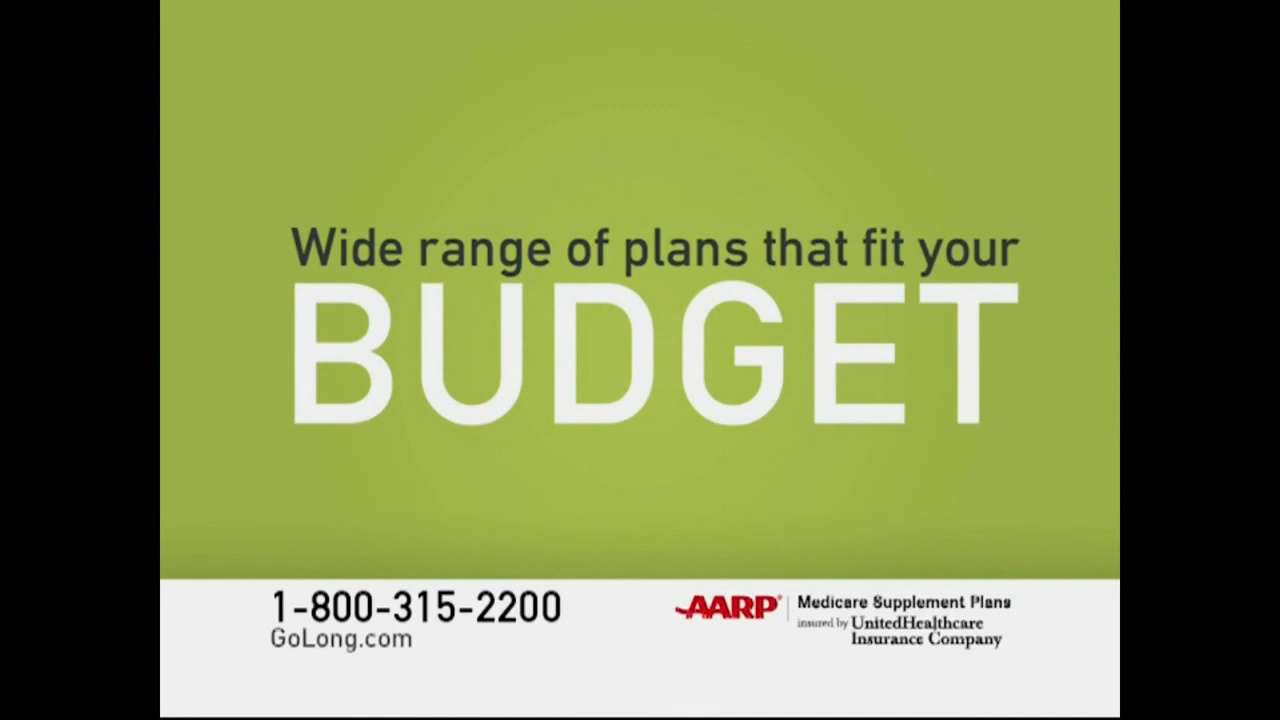 Wide range of plans that fit your
BUDGET
1-800-315-2200
GoLong.com
AARP®
Medicare Supplement Plans
insured by UnitedHealthcare
Insurance Company